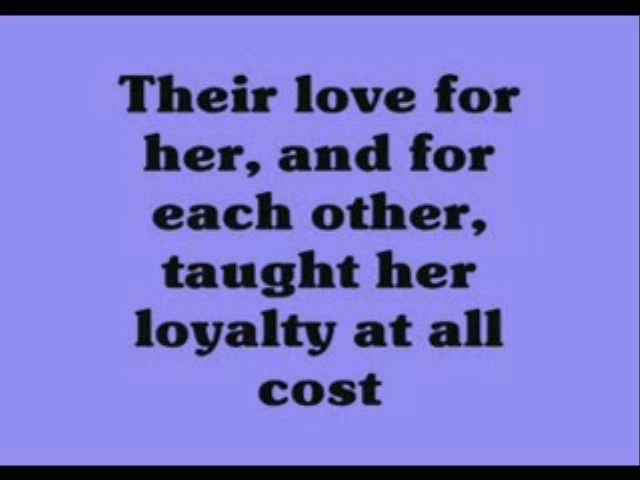 Their love for
her, and for
each other,
taught her
loyalty at all
cost